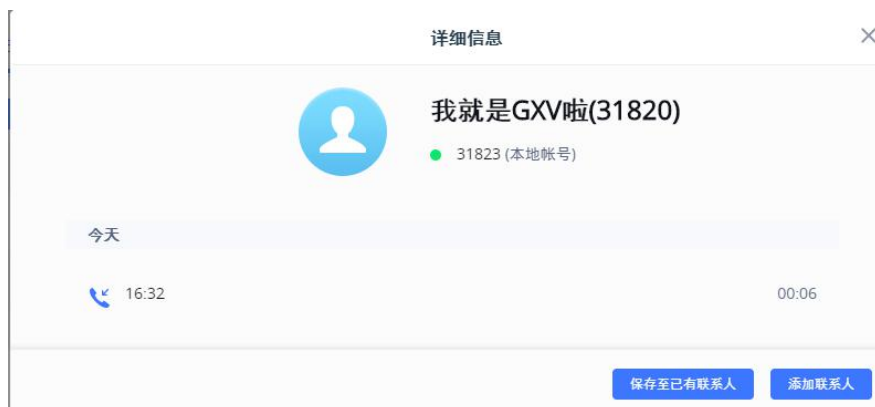 详细信息
我就是GXV啦(31820)
31823 (本地帐号)
今天
16:32 00:06
保存至已有联系人 添加联系人